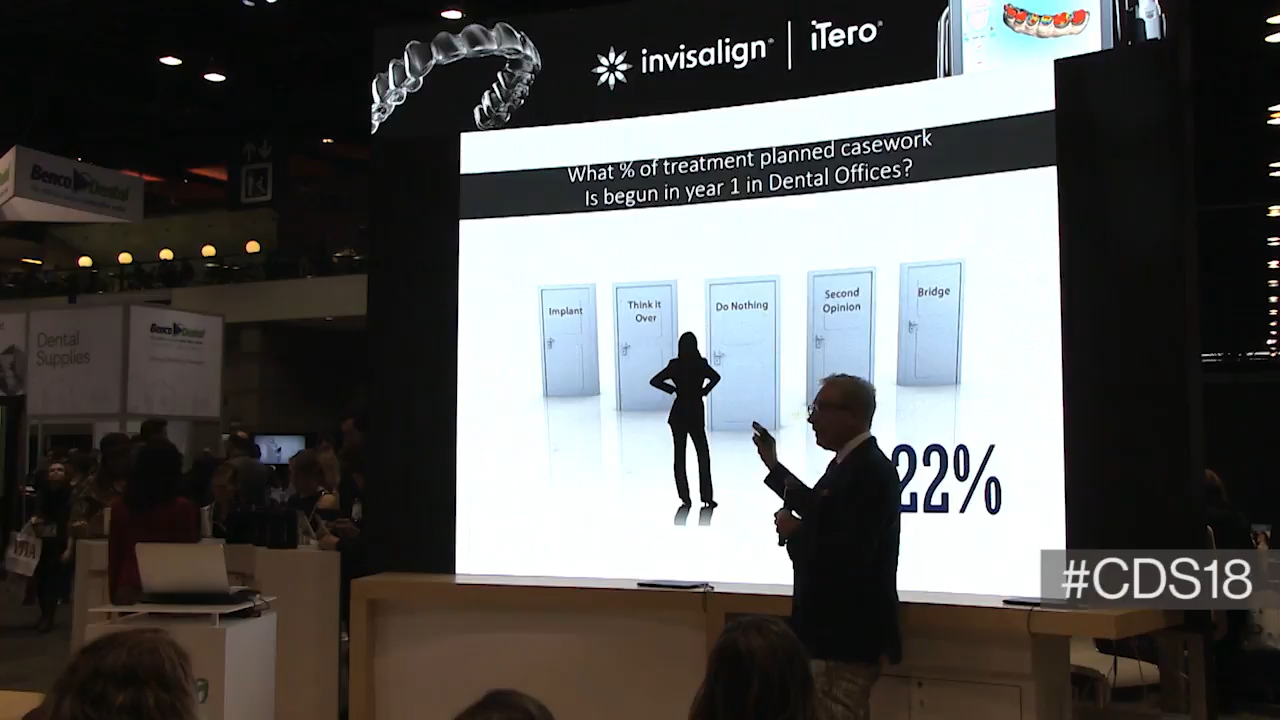 invisalign® | iTero®
What % of treatment planned casework
Is begun in year 1 in Dental Offices?
Implant
Think it
Over
Do Nothing
Second
Opinion
Bridge
22%
#CDS18
Benco Dental
Dental
Supplies
Benco Dental